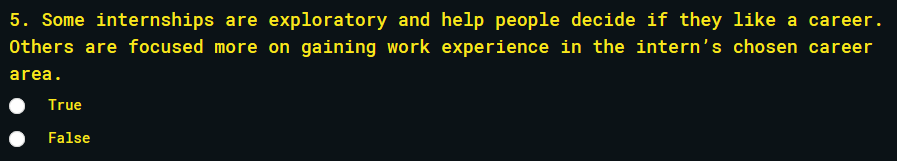 5. Some internships are exploratory and help people decide if they like a career.
Others are focused more on gaining work experience in the intern’s chosen career
area.
True
False